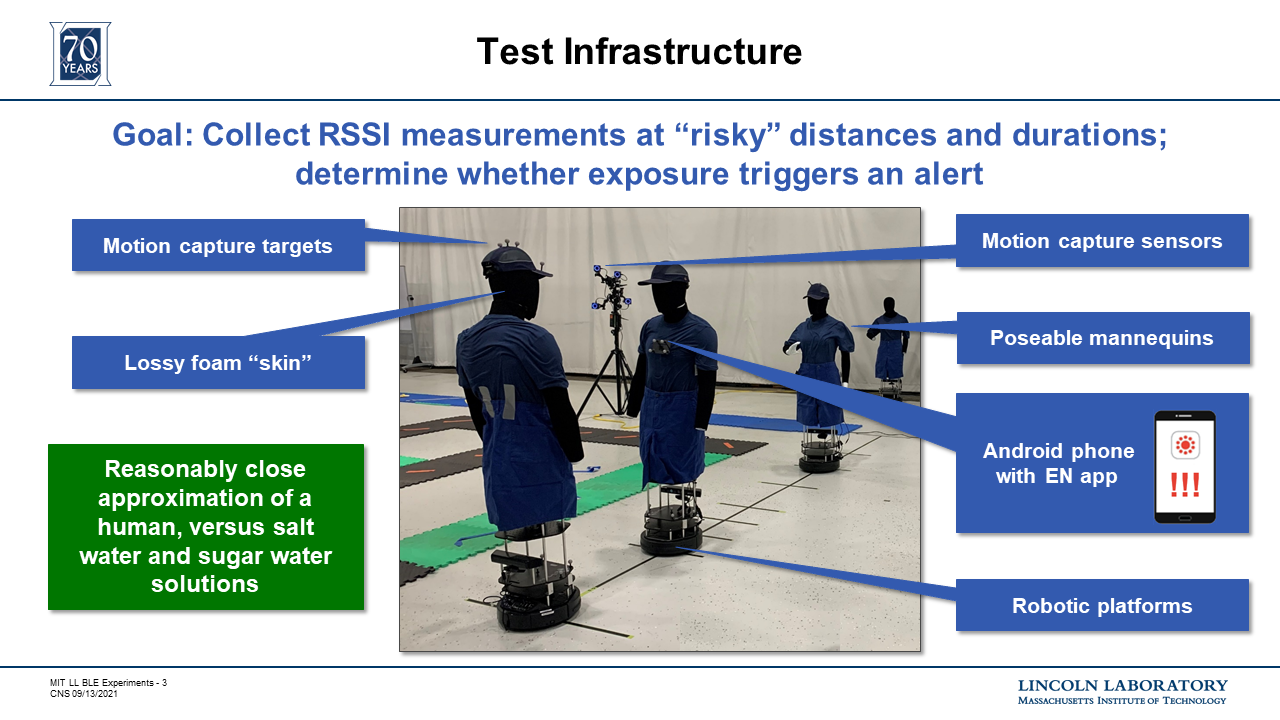 70
YEARS
Test Infrastructure
Goal: Collect RSSI measurements at “risky” distances and durations;
determine whether exposure triggers an alert
Motion capture targets
Lossy foam “skin”
Reasonably close
approximation of a
human, versus salt
water and sugar water
solutions
Motion capture sensors
Poseable mannequins
Android phone
with EN app
!!!
Robotic platforms
MIT LL BLE Experiments - 3
CNS 09/13/2021
LINCOLN LABORATORY
MASSACHUSETTS INSTITUTE OF TECHNOLOGY